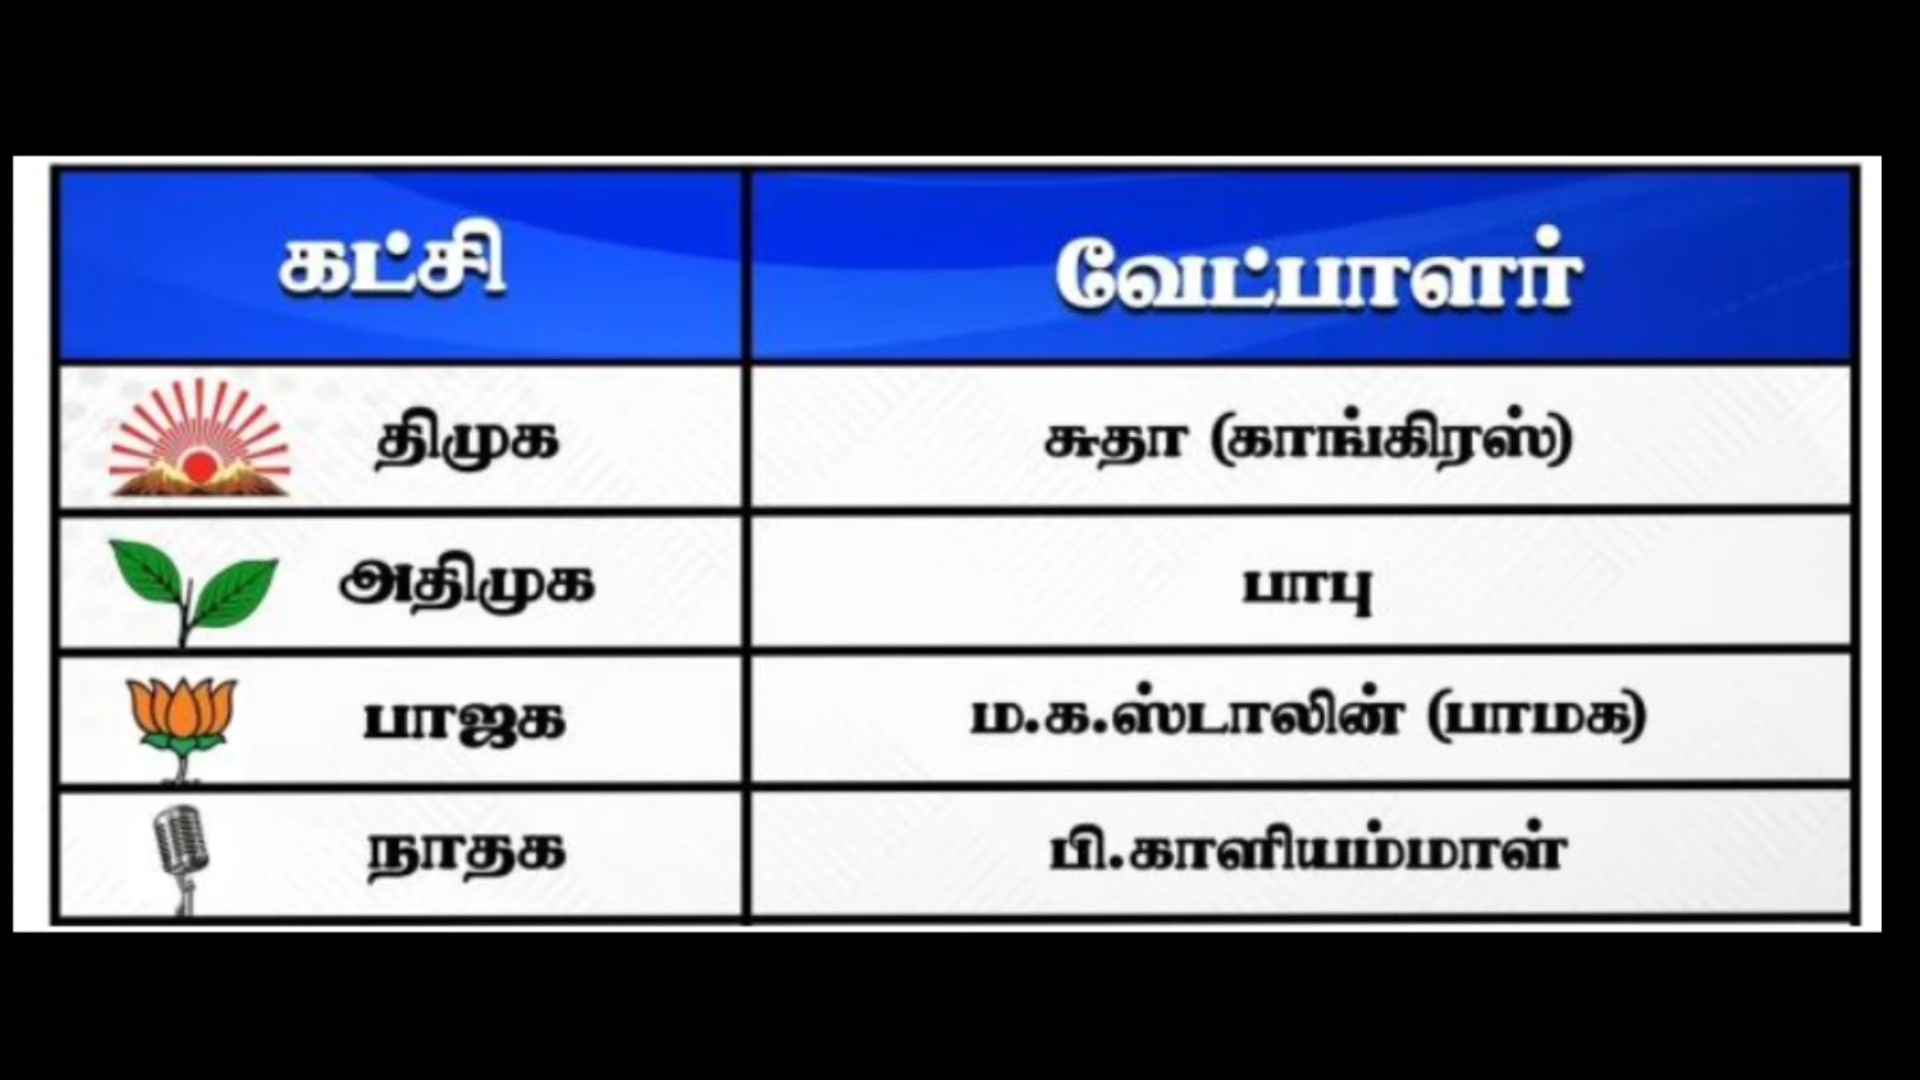 கட்சி வேட்பாளர்
திமுக சுதா (காங்கிரஸ்)
அதிமுக பாபு
பாஜக ம.க.ஸ்டாலின் (பாமக)
நாதக பி.காளியம்மாள்